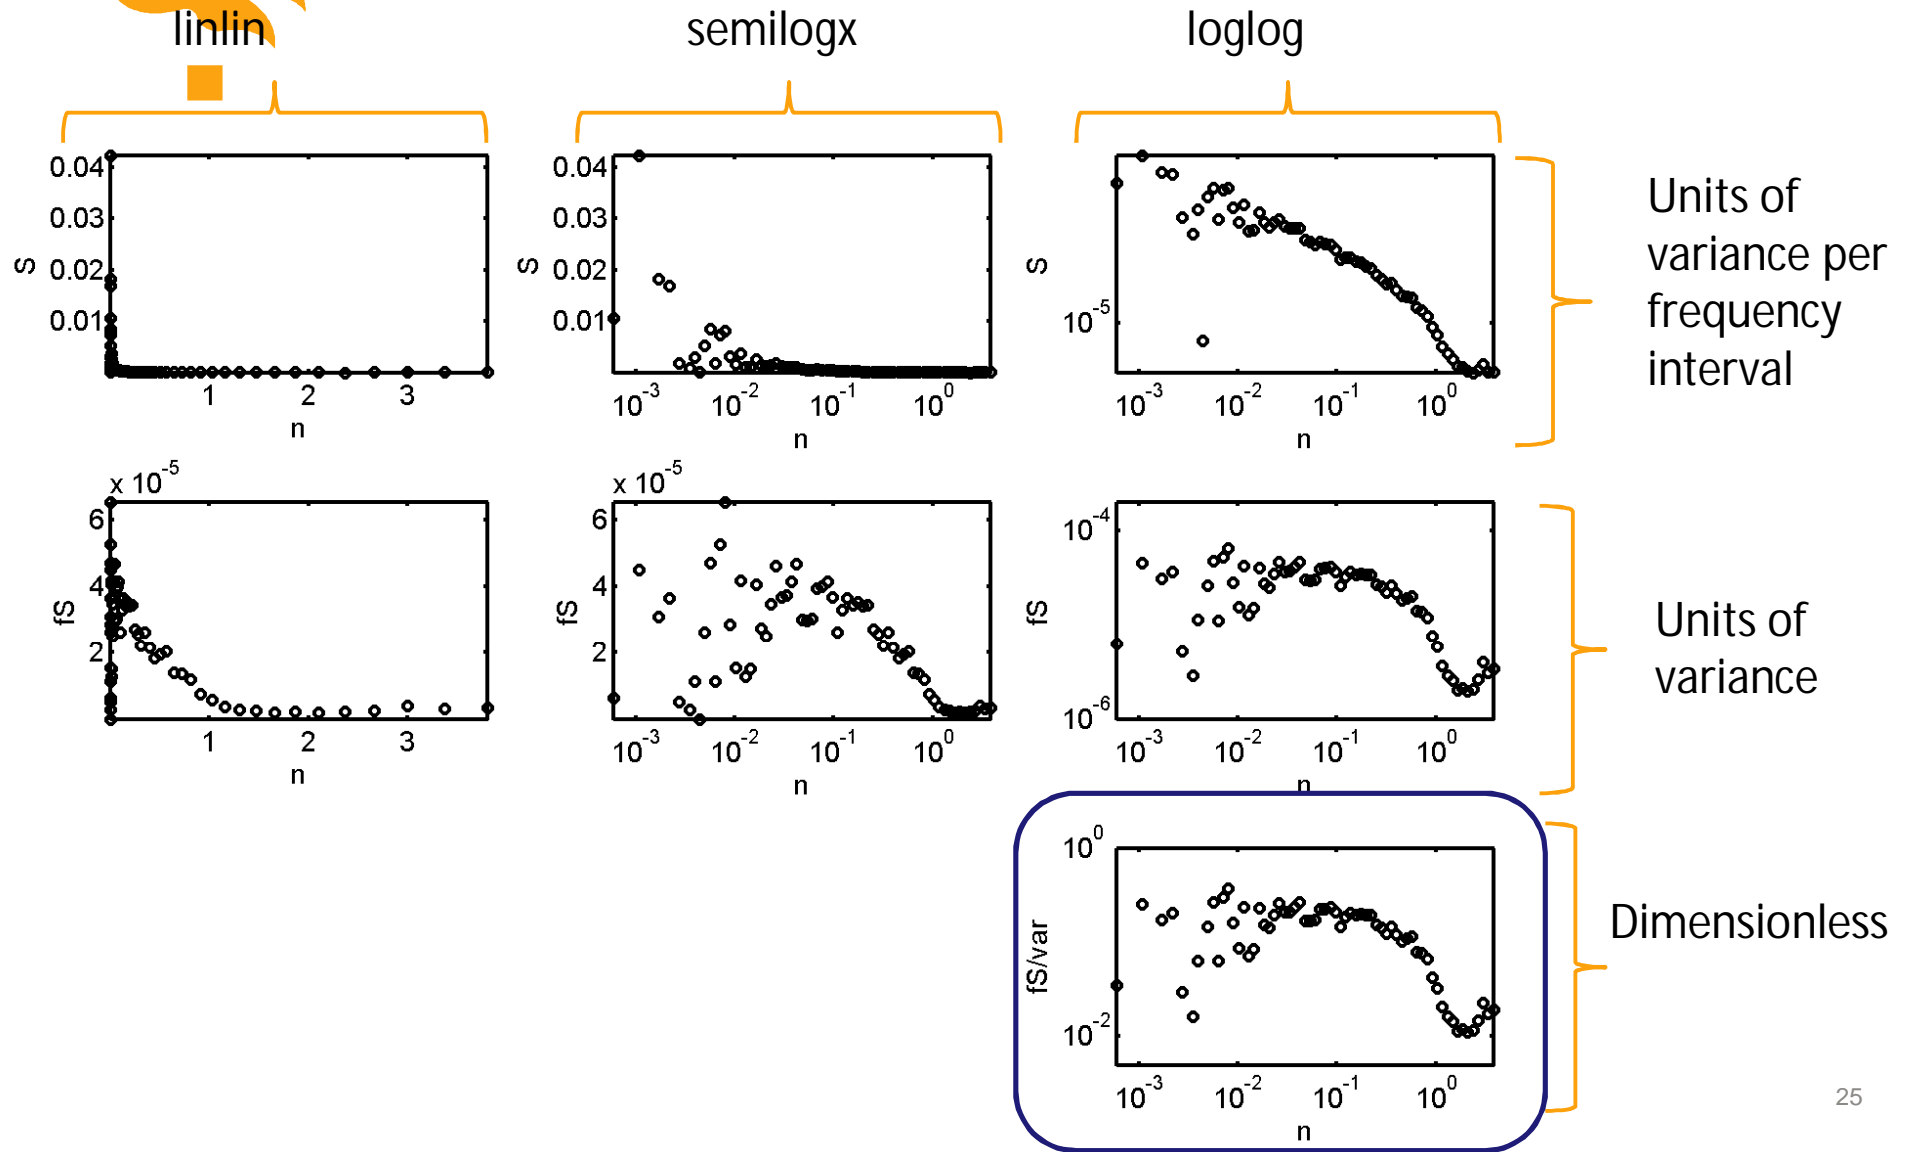 linlin semilogx loglog
0.04
0.03
0.02
0.01
S
1 2 3
n
0.04
0.03
0.02
0.01
S
10^-3 10^-2 10^-1 10^0
n
10^-5
S
10^-3 10^-2 10^-1 10^0
n
Units of
variance per
frequency
interval
x 10^-5
6
4
2
fS
1 2 3
n
x 10^-5
6
4
2
fS
10^-3 10^-2 10^-1 10^0
n
10^-4
10^-6
fS
10^-3 10^-2 10^-1 10^0
n
Units of
variance
10^0
10^-2
fS/var
10^-3 10^-2 10^-1 10^0
n
Dimensionless
25